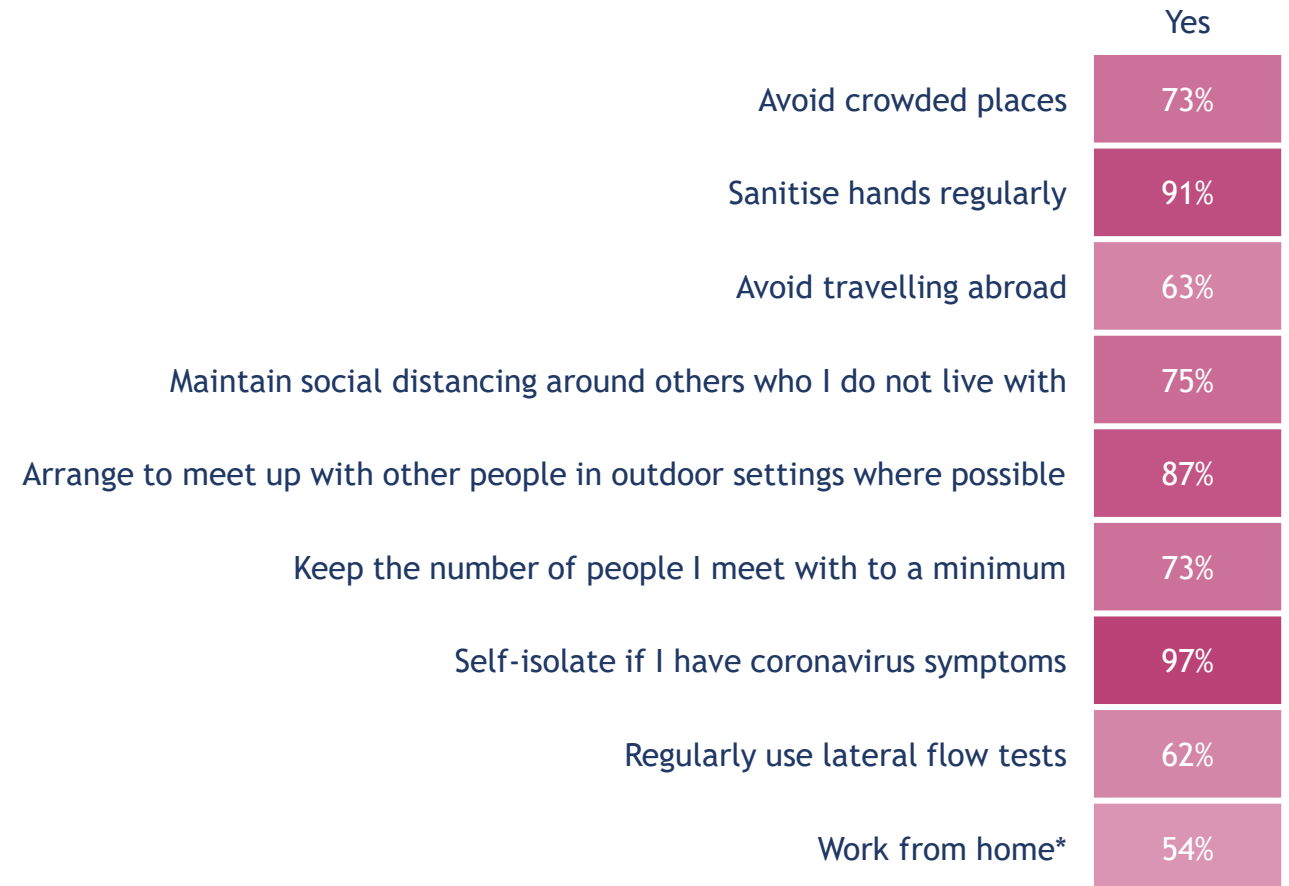 Yes
Avoid crowded places 73%
Sanitise hands regularly 91%
Avoid travelling abroad 63%
Maintain social distancing around others who I do not live with 75%
Arrange to meet up with other people in outdoor settings where possible 87%
Keep the number of people I meet with to a minimum 73%
Self-isolate if I have coronavirus symptoms 97%
Regularly use lateral flow tests 62%
Work from home* 54%